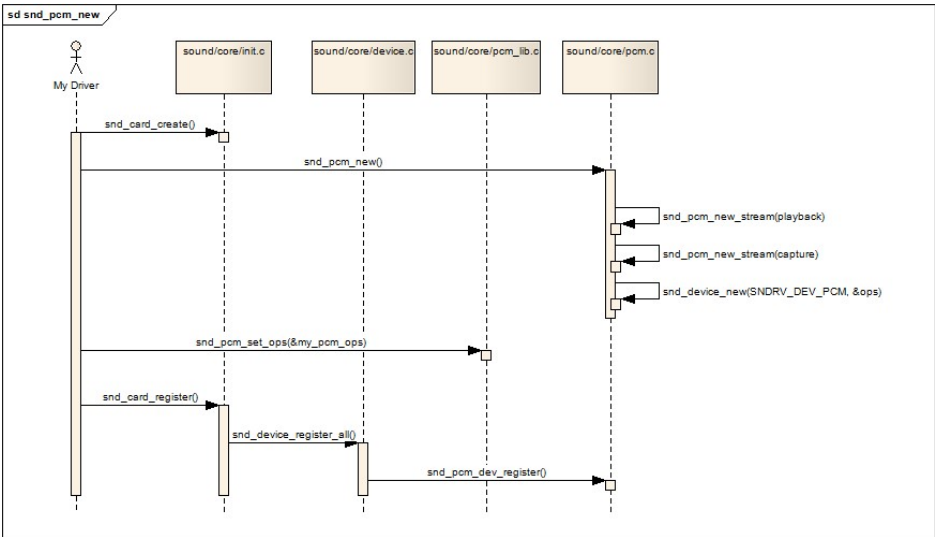 sd snd_pcm_new
sound/core/init.c
sound/core/device.c
sound/core/pcm_lib.c
sound/core/pcm.c
My Driver
snd_card_create()
snd_pcm_new()
snd_pcm_new_stream(playback)
snd_pcm_new_stream(capture)
snd_device_new(SNDRV_DEV_PCM, &ops)
snd_pcm_set_ops(&my_pcm_ops)
snd_card_register()
snd_device_register_all()
snd_pcm_dev_register()